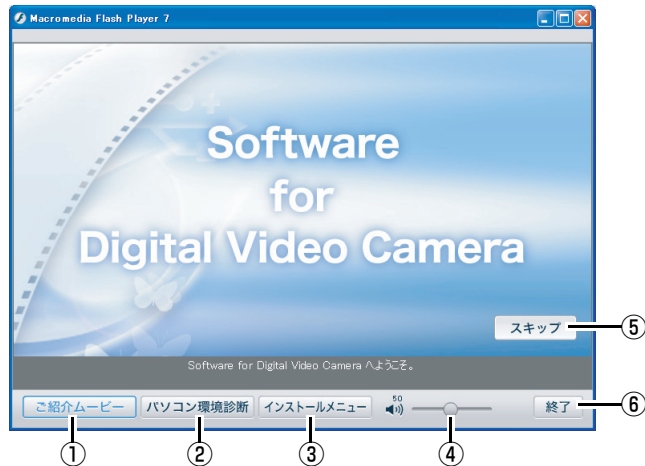 Macromedia Flash Player 7
Software
for
Digital Video Camera
スキップ
⑤
Software for Digital Video Camera へようこそ。
ご紹介ムービー
パソコン環境診断
インストールメニュー
50
終了
⑥
①
②
③
④